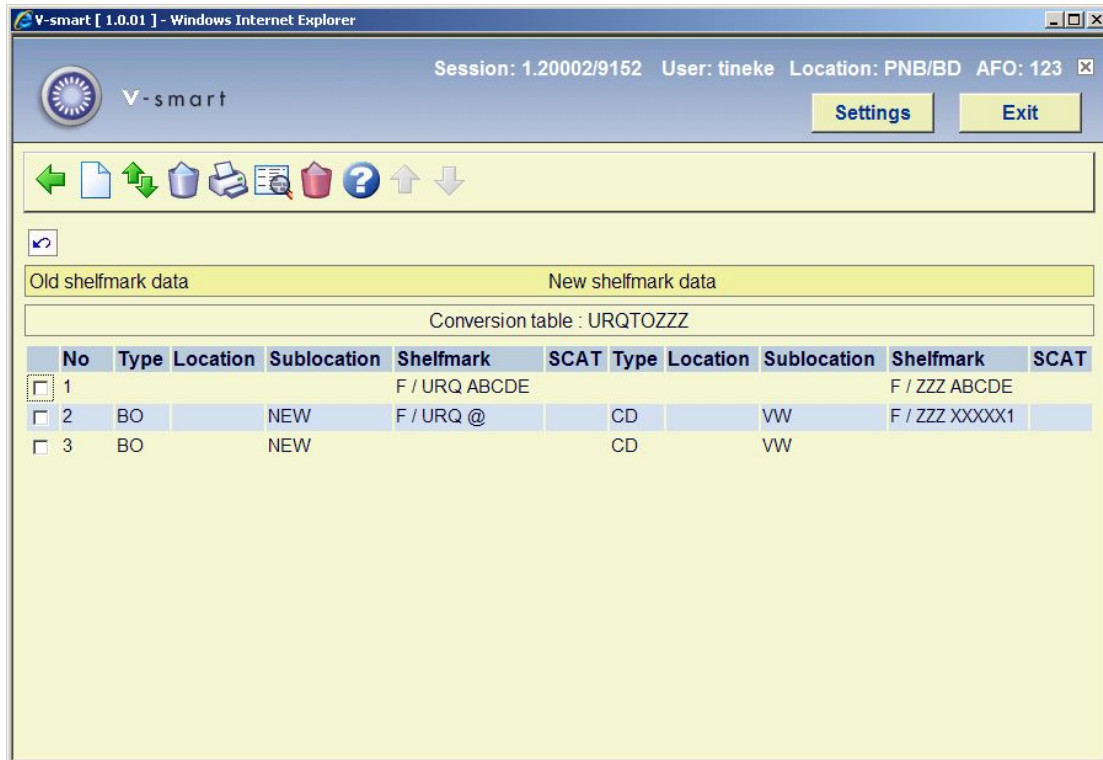 V-smart [ 1.0.01 ] - Windows Internet Explorer
Session: 1.20002/9152 User: tineke Location: PNB/BD AFO: 123
V-smart
Settings Exit
Old shelfmark data New shelfmark data
Conversion table : URQTOZZZ
No Type Location Sublocation Shelfmark SCAT Type Location Sublocation Shelfmark SCAT
1 F / URQ ABCDE F / ZZZ ABCDE
2 BO NEW F / URQ @ CD VW F / ZZZ XXXXX1
3 BO NEW CD VW